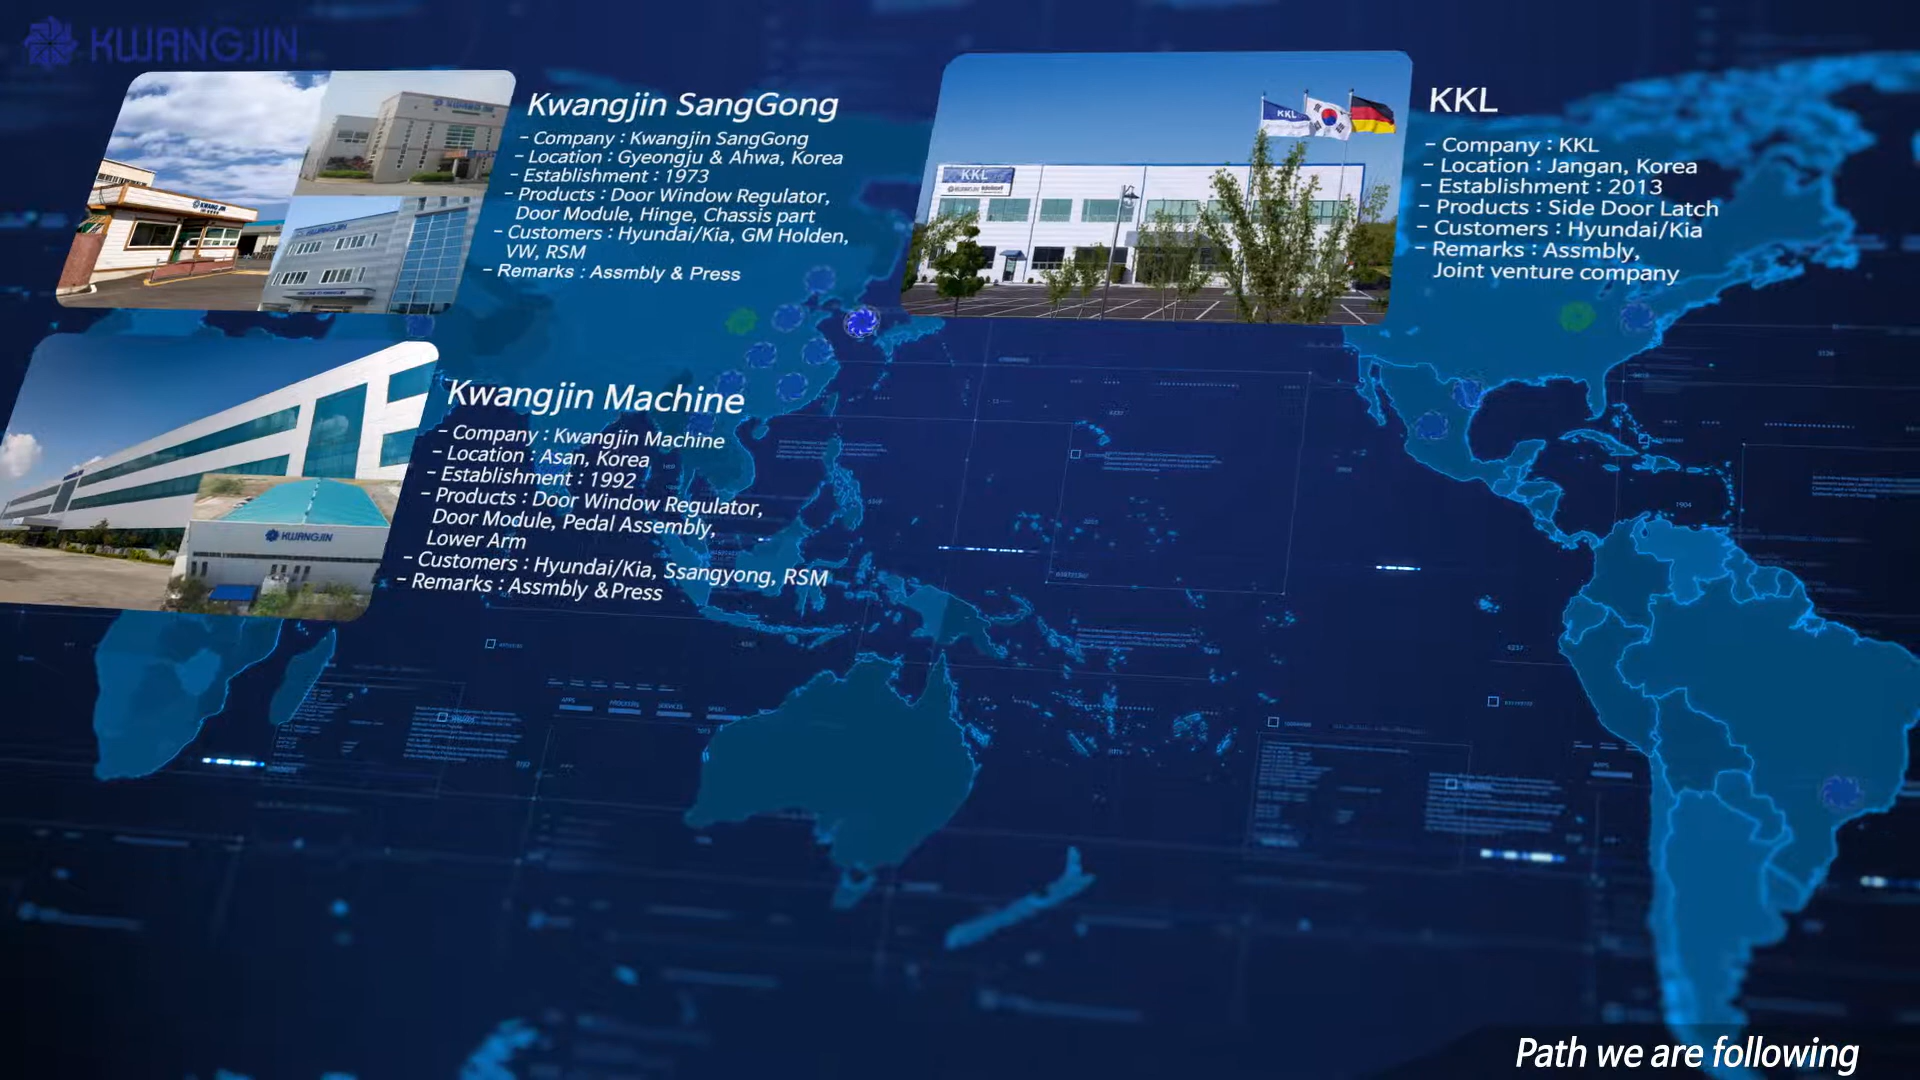 KWANGJIN
Kwangjin SangGong
- Company : Kwangjin SangGong
- Location : Gyeongju & Ahwa, Korea
- Establishment : 1973
- Products : Door Window Regulator,
Door Module, Hinge, Chassis part
- Customers : Hyundai/Kia, GM Holden,
VW, RSM
- Remarks : Assmbly & Press
KKL
KKL
KKL
- Company : KKL
- Location : Jangan, Korea
- Establishment : 2013
- Products : Side Door Latch
- Customers : Hyundai/Kia
- Remarks : Assmbly,
Joint venture company
Kwangjin Machine
- Company : Kwangjin Machine
- Location : Asan, Korea
- Establishment : 1992
- Products : Door Window Regulator,
Door Module, Pedal Assembly,
Lower Arm
- Customers : Hyundai/Kia, Ssangyong, RSM
- Remarks : Assmbly &Press
KWANGJIN
Path we are following